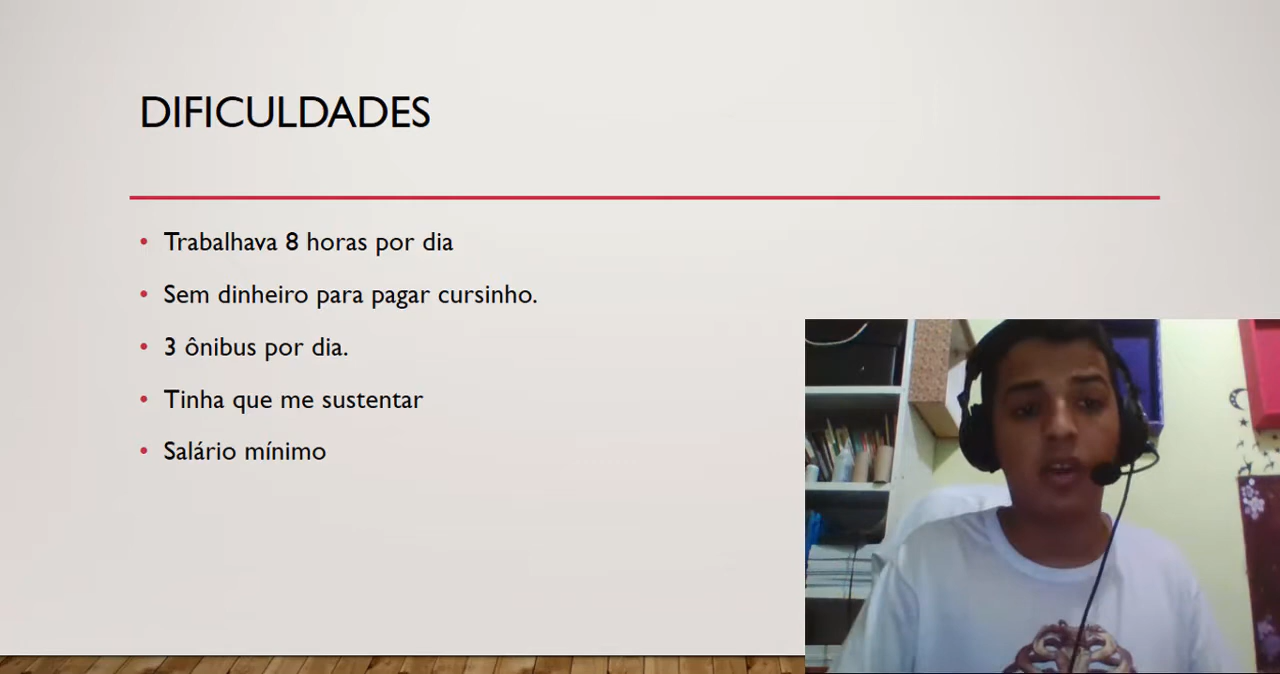 DIFICULDADES
• Trabalhava 8 horas por dia
• Sem dinheiro para pagar cursinho.
• 3 ônibus por dia.
• Tinha que me sustentar
• Salário mínimo